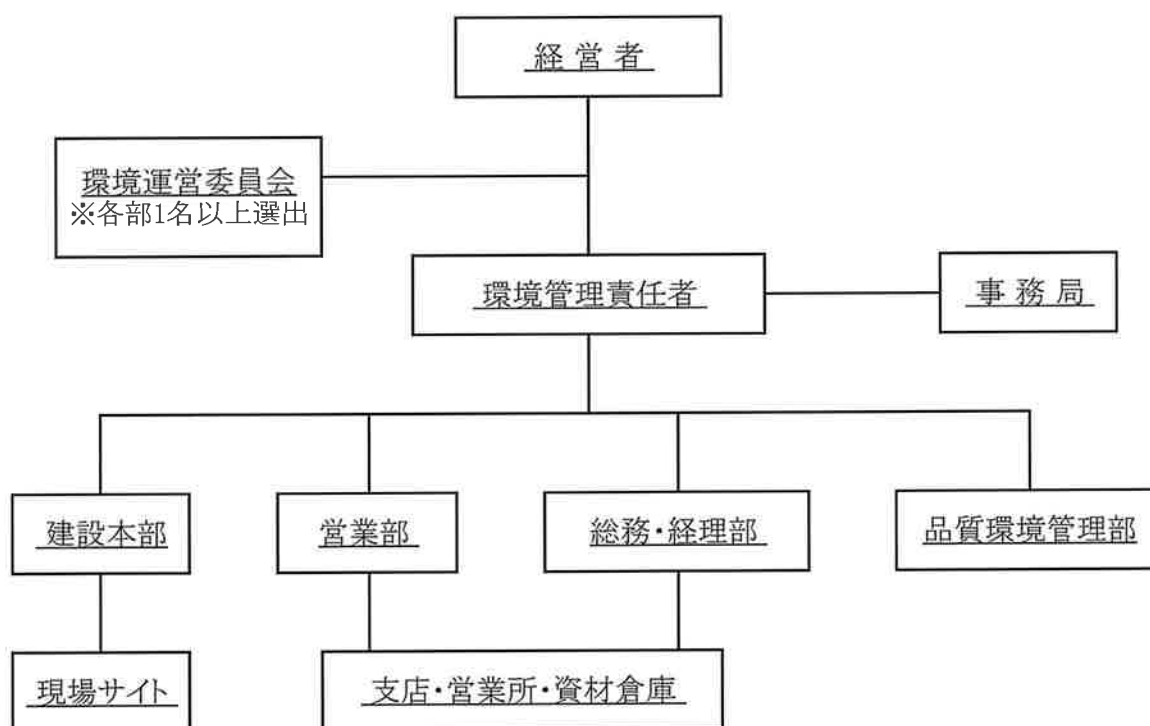 経営者
環境運営委員会
※各部1名以上選出
環境管理責任者
事務局
建設本部
営業部
総務・経理部
品質環境管理部
現場サイト
支店・営業所・資材倉庫